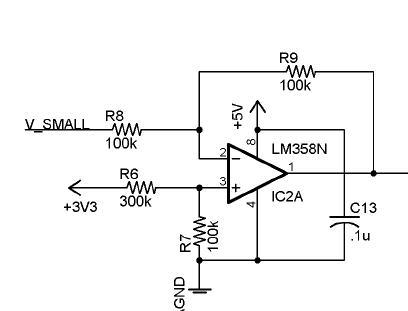 R9
100k
+5V
V_SMALL
R8
100k
8
LM358N
2
1
R6
300k
3
+3V3
IC2A
4
R7
100k
C13
.1u
AGND